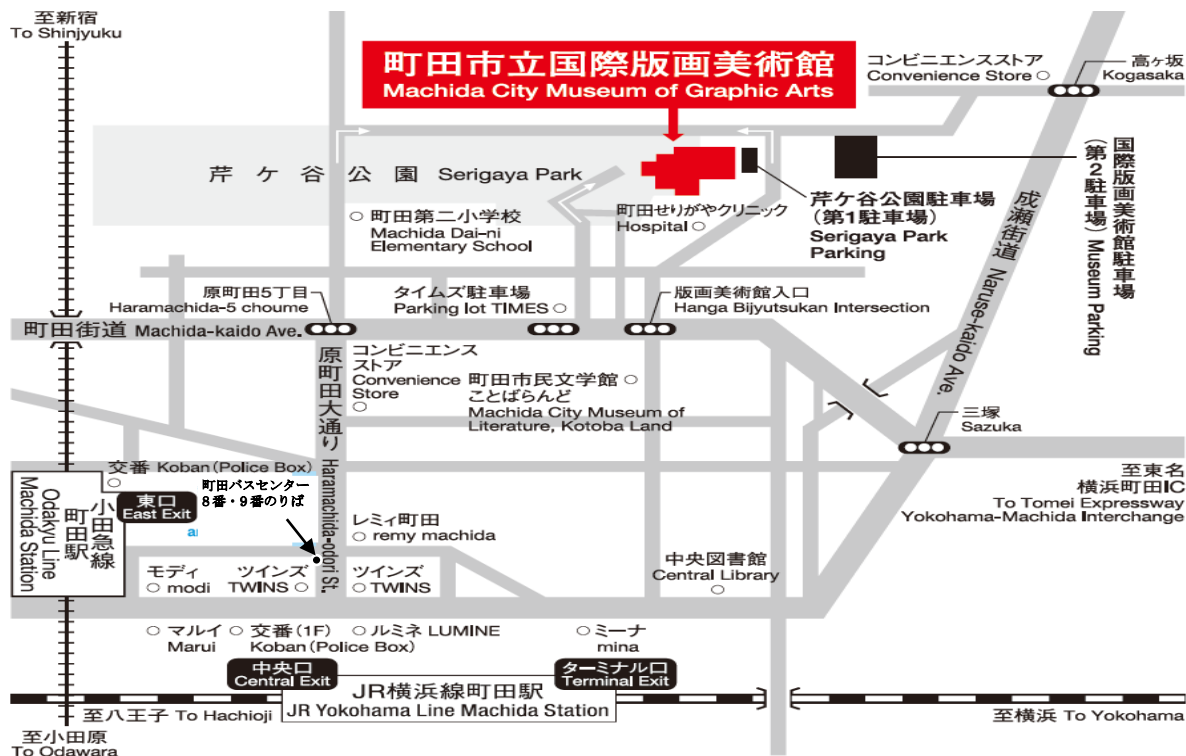 至新宿
To Shinjyuku
町田市立国際版画美術館
Machida City Museum of Graphic Arts
コンビニエンスストア
Convenience Store
高ヶ坂
Kogasaka
芹ケ谷公園 Serigaya Park
町田第二小学校
Machida Dai-ni
Elementary School
町田せりがやクリニック
Hospital
芹ケ谷公園駐車場
(第1駐車場)
Serigaya Park
Parking
国際版画美術館駐車場
(第2駐車場) Museum Parking
成瀬街道 Naruse-kaido Ave.
原町田5丁目
Haramachida-5 choume
タイムズ駐車場
Parking lot TIMES
版画美術館入口
Hanga Bijyutsukan Intersection
町田街道 Machida-kaido Ave.
原町田大通り Haramachida-odori St.
コンビニエンス
ストア
Convenience
Store
町田市民文学館
ことばらんど
Machida City Museum of
Literature, Kotoba Land
三塚
Sazuka
至東名
横浜町田IC
To Tomei Expressway
Yokohama-Machida Interchange
交番 Koban(Police Box)
東口
East Exit
小田急線
町田駅
Odakyu Line
Machida Station
町田バスセンター
8番・9番のりば
a
レミィ町田
remy machida
モディ
modi
ツインズ
TWINS
ツインズ
TWINS
中央図書館
Central Library
マルイ
Marui
交番(1F)
Koban(Police Box)
ルミネ LUMINE
ミーナ
mina
中央口
Central Exit
ターミナル口
Terminal Exit
JR横浜線町田駅
JR Yokohama Line Machida Station
至八王子 To Hachioji
至横浜 To Yokohama
至小田原
To Odawara